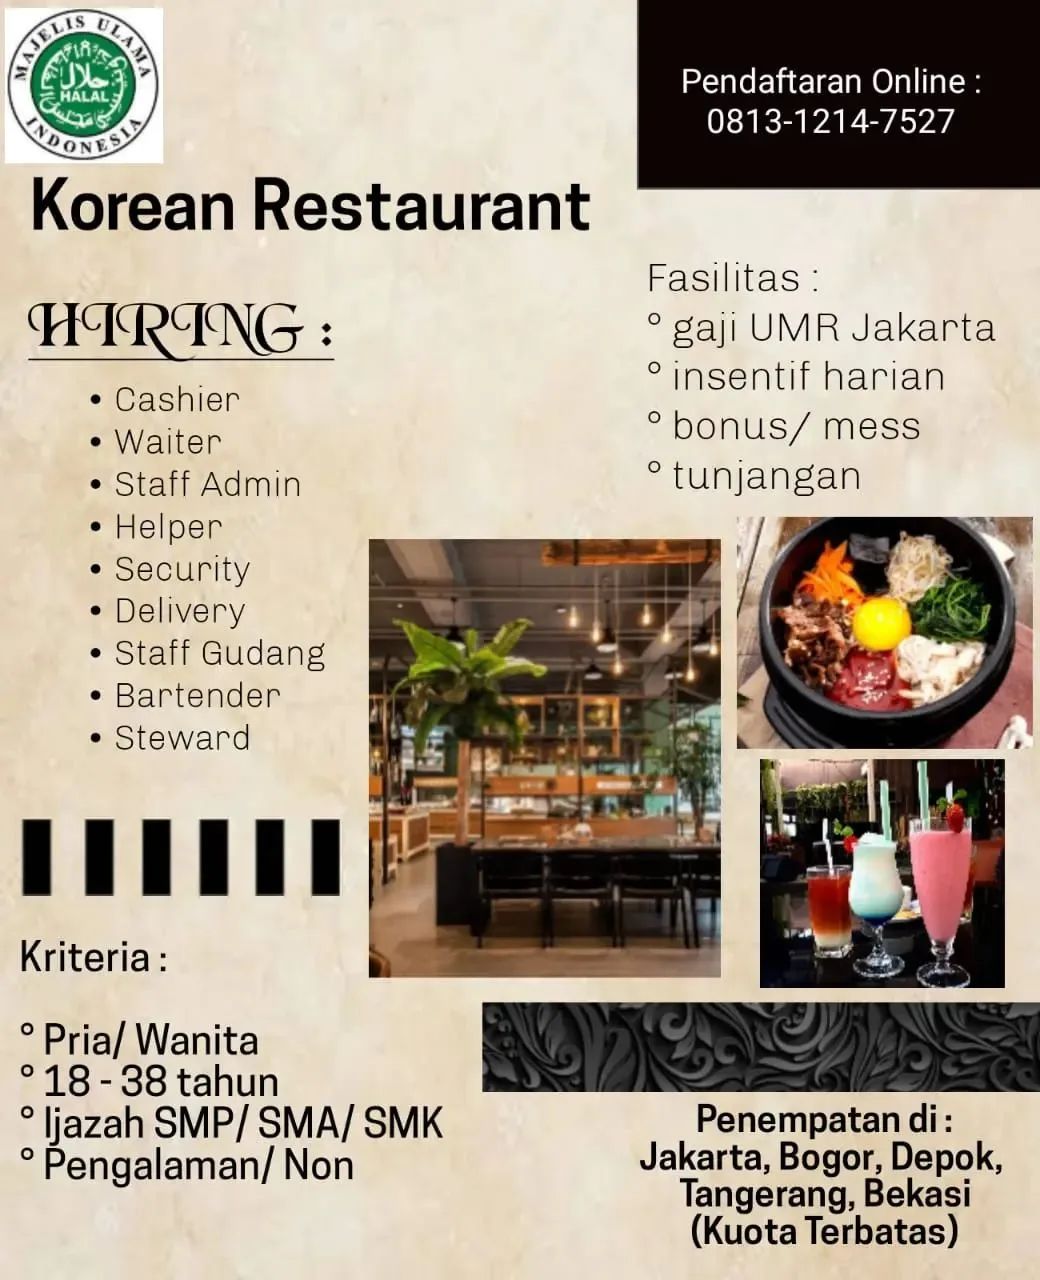 MAJELIS ULAMA
حلال
HALAL
INDONESIA
Pendaftaran Online :
0813-1214-7527
Korean Restaurant
HIRING :
• Cashier
• Waiter
• Staff Admin
• Helper
• Security
• Delivery
• Staff Gudang
• Bartender
• Steward
Fasilitas :
° gaji UMR Jakarta
° insentif harian
° bonus/ mess
° tunjangan
Kriteria :
° Pria/ Wanita
° 18 - 38 tahun
° Ijazah SMP/ SMA/ SMK
° Pengalaman/ Non
Penempatan di :
Jakarta, Bogor, Depok,
Tangerang, Bekasi
(Kuota Terbatas)